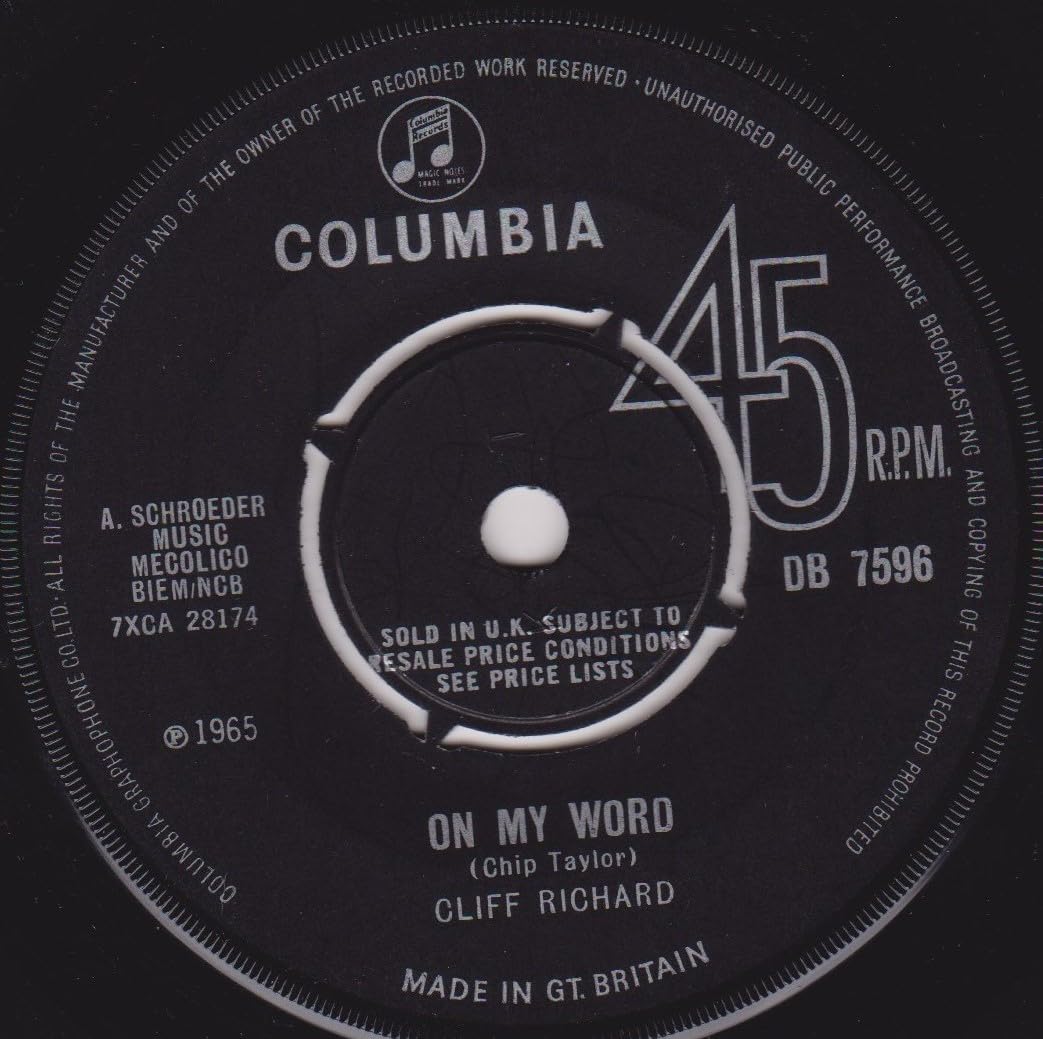 COLUMBIA GRAPHOPHONE CO. LTD · ALL RIGHTS OF THE MANUFACTURER AND OF THE OWNER OF THE RECORDED WORK RESERVED · UNAUTHORISED PUBLIC PERFORMANCE BROADCASTING AND COPYING OF THIS RECORD PROHIBITED
Columbia
Records
MAGIC NOTES
TRADE MARK
COLUMBIA
45
R.P.M.
A. SCHROEDER
MUSIC
MECOLICO
BIEM/NCB
7XCA 28174
DB 7596
SOLD IN U.K. SUBJECT TO
RESALE PRICE CONDITIONS
SEE PRICE LISTS
℗ 1965
ON MY WORD
(Chip Taylor)
CLIFF RICHARD
MADE IN GT. BRITAIN